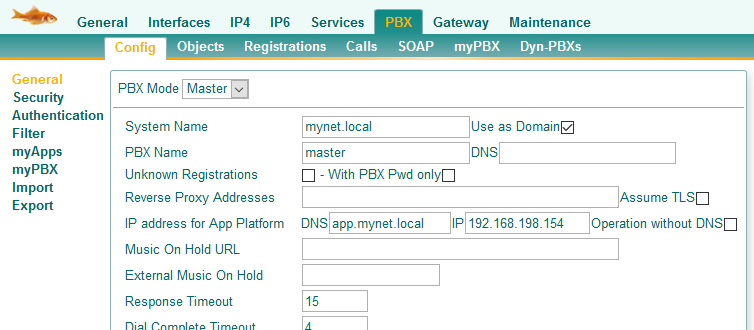 General Interfaces IP4 IP6 Services PBX Gateway Maintenance
Config Objects Registrations Calls SOAP myPBX Dyn-PBXs
General
Security
Authentication
Filter
myApps
myPBX
Import
Export
PBX Mode Master
System Name mynet.local Use as Domain
PBX Name master DNS
Unknown Registrations - With PBX Pwd only
Reverse Proxy Addresses Assume TLS
IP address for App Platform DNS app.mynet.local IP 192.168.198.154 Operation without DNS
Music On Hold URL
External Music On Hold
Response Timeout 15
Dial Complete Timeout 4